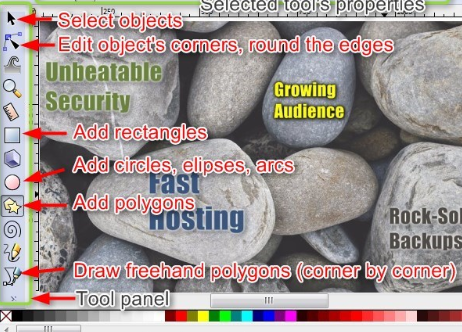 Selected tool's properties
Select objects
Edit object's corners, round the edges
Unbeatable
Security
Growing
Audience
Add rectangles
Add circles, elipses, arcs
Fast
Hosting
Add polygons
Rock-Sol
Backups
Draw freehand polygons (corner by corner)
Tool panel